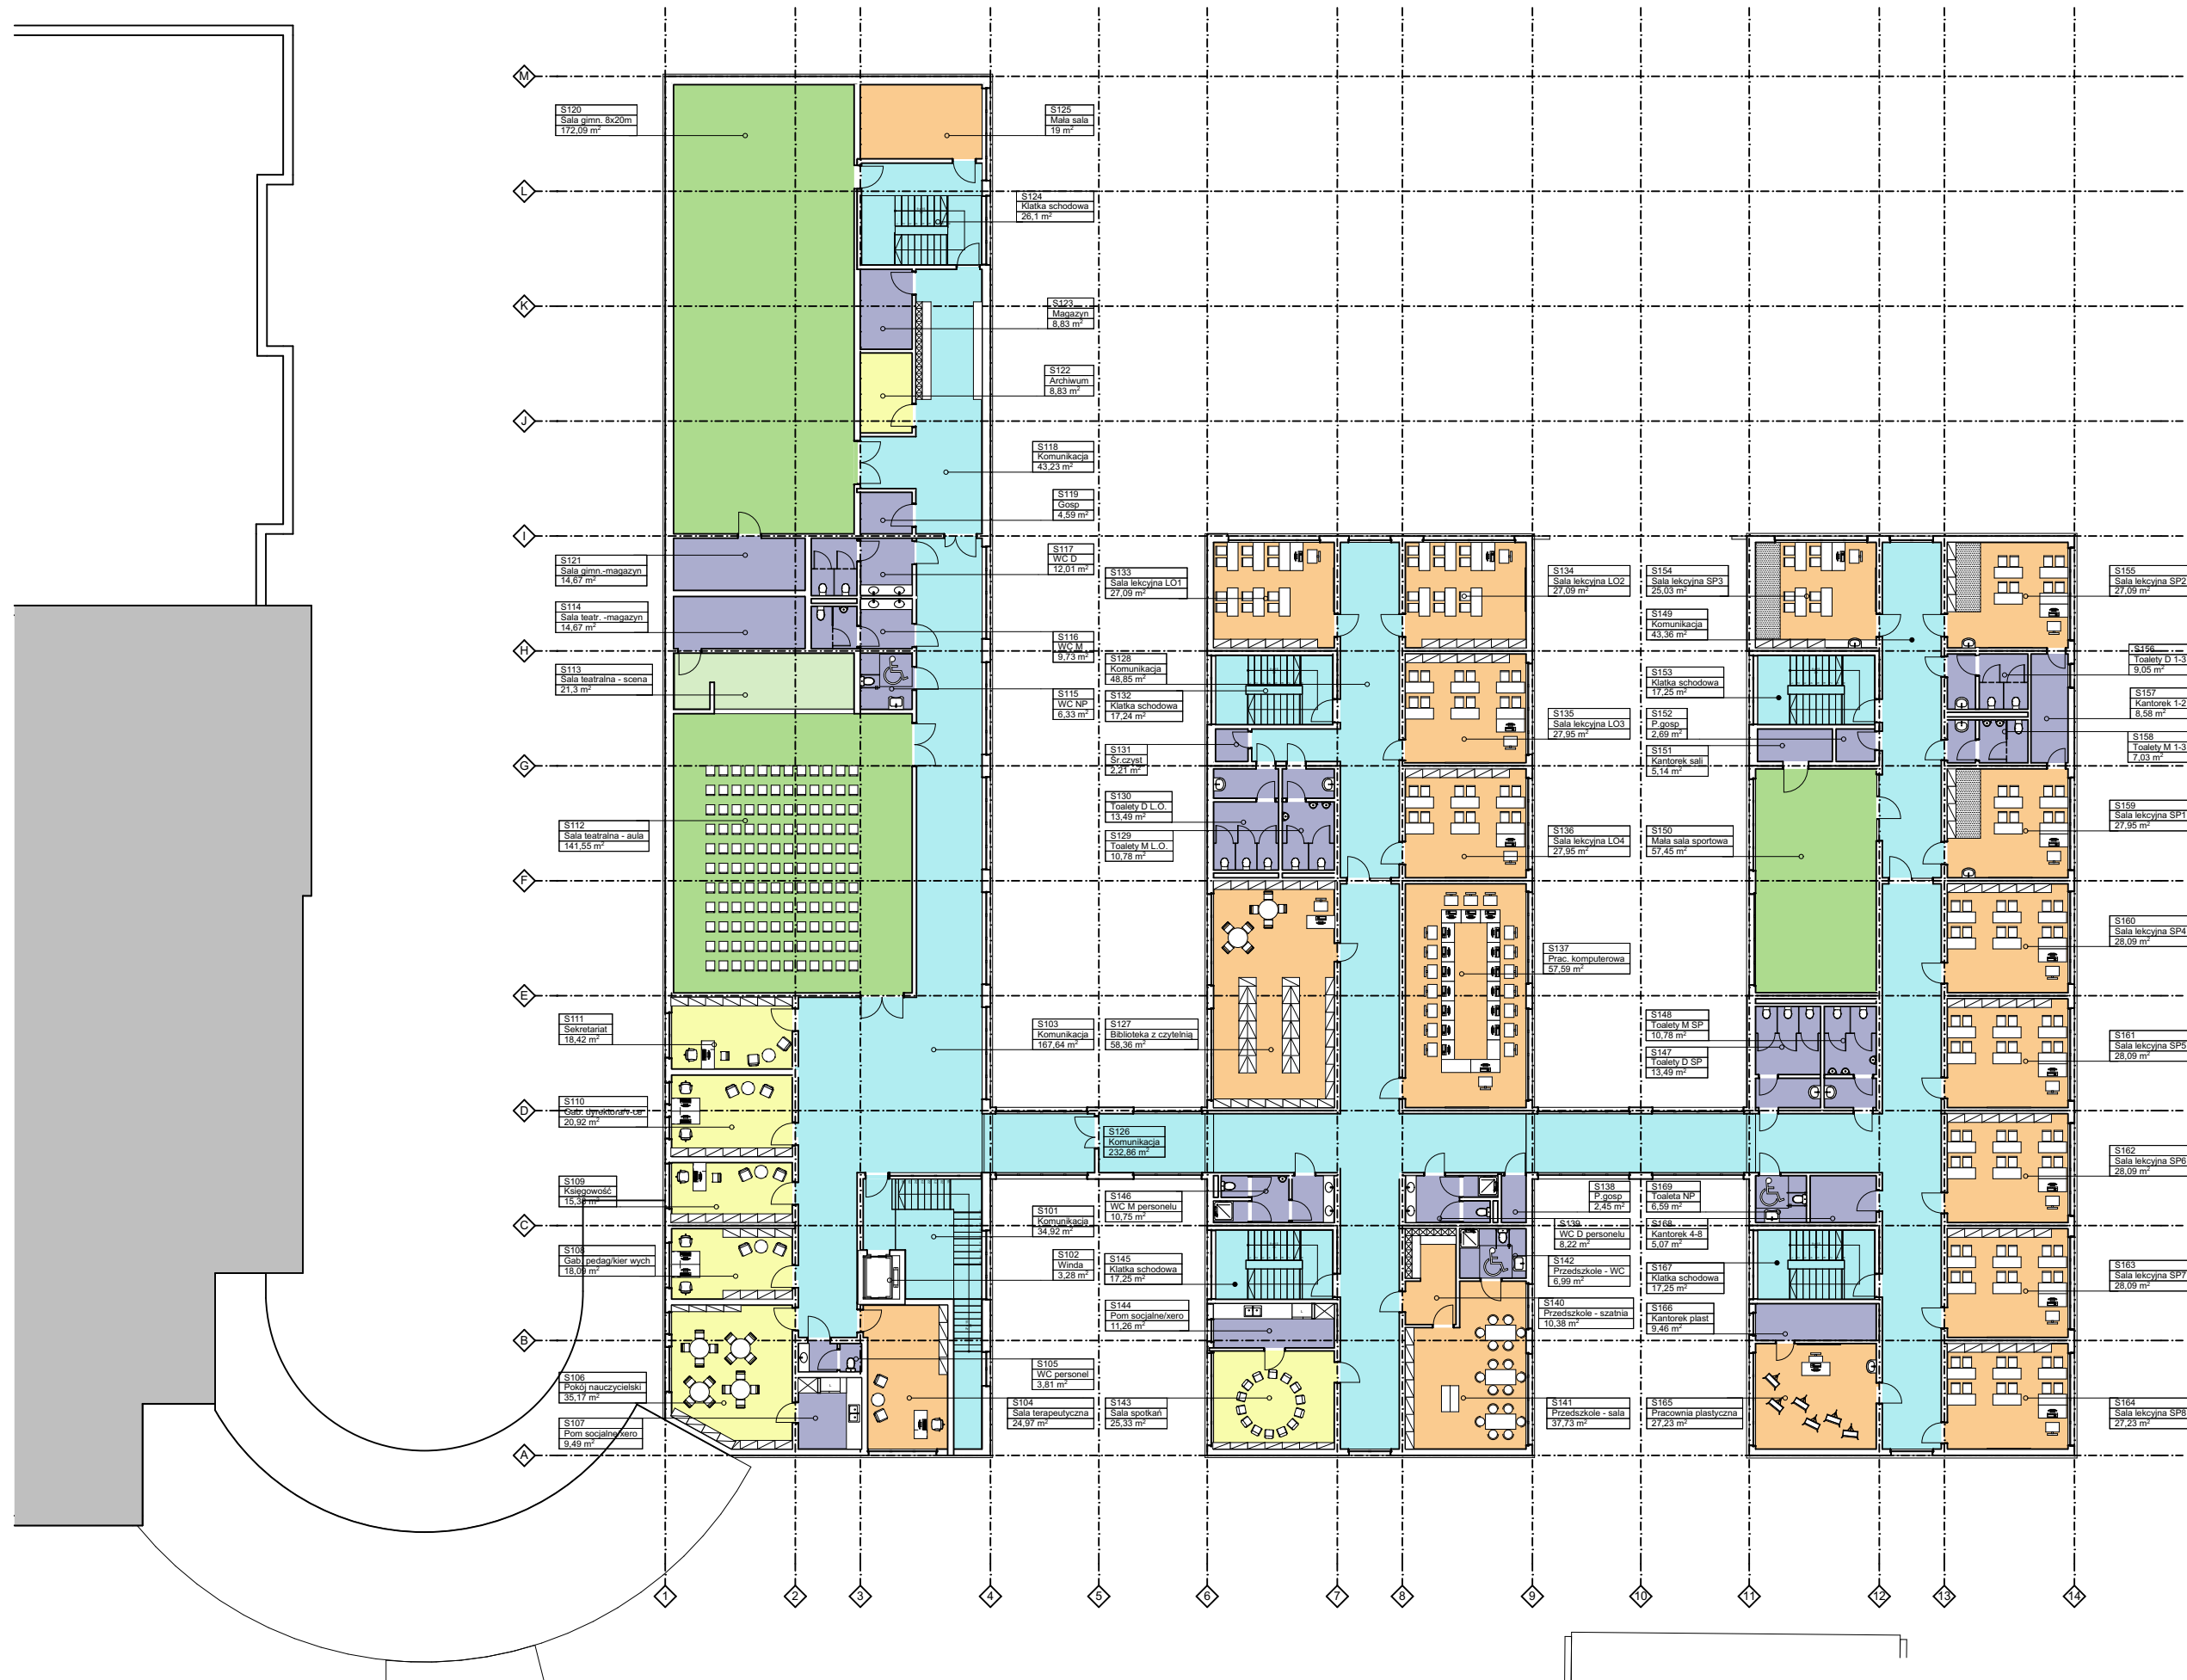 M
S120
Sala gimn. 8x20m
172,09 m²
S125
Mała sala
19 m²
L
S124
Klatka schodowa
26,1 m²
K
S123
Magazyn
8,83 m²
S122
Archiwum
8,83 m²
J
S118
Komunikacja
43,23 m²
S119
Gosp
4,59 m²
I
S121
Sala gimn.-magazyn
14,67 m²
S117
WC D
12,01 m²
S133
Sala lekcyjna LO1
27,09 m²
S134
Sala lekcyjna LO2
27,09 m²
S154
Sala lekcyjna SP3
25,03 m²
S155
Sala lekcyjna SP2
27,09 m²
S114
Sala teatr. -magazyn
14,67 m²
S149
Komunikacja
43,36 m²
H
S116
WC M
9,73 m²
S128
Komunikacja
48,85 m²
S156
Toalety D 1-3
9,05 m²
S113
Sala teatralna - scena
21,3 m²
S153
Klatka schodowa
17,25 m²
S115
WC NP
6,33 m²
S132
Klatka schodowa
17,24 m²
S157
Kantorek 1-2
8,58 m²
S135
Sala lekcyjna LO3
27,95 m²
S152
P.gosp
2,69 m²
S158
Toalety M 1-3
7,03 m²
S131
Śr.czyst
2,21 m²
S151
Kantorek sali
5,14 m²
G
S130
Toalety D L.O.
13,49 m²
S159
Sala lekcyjna SP1
27,95 m²
S112
Sala teatralna - aula
141,55 m²
S129
Toalety M L.O.
10,78 m²
S136
Sala lekcyjna LO4
27,95 m²
S150
Mała sala sportowa
57,45 m²
F
S160
Sala lekcyjna SP4
28,09 m²
S137
Prac. komputerowa
57,59 m²
E
S111
Sekretariat
18,42 m²
S103
Komunikacja
167,64 m²
S127
Biblioteka z czytelnią
58,36 m²
S148
Toalety M SP
10,78 m²
S147
Toalety D SP
13,49 m²
S161
Sala lekcyjna SP5
28,09 m²
D
S110
Gab. dyrektora/v-ce
20,92 m²
S126
Komunikacja
232,86 m²
S162
Sala lekcyjna SP6
28,09 m²
S109
Księgowość
S146
WC M personelu
10,75 m²
S138
P.gosp
2,45 m²
S169
Toaleta NP
6,59 m²
C
S101
Komunikacja
34,92 m²
S139
WC D personelu
8,22 m²
S168
Kantorek 4-8
5,07 m²
S108
Gab. pedag/kier wych
18,09 m²
S102
Winda
3,28 m²
S145
Klatka schodowa
17,25 m²
S142
Przedszkole - WC
6,99 m²
S167
Klatka schodowa
17,25 m²
S163
Sala lekcyjna SP7
28,09 m²
S144
Pom socjalne/xero
11,26 m²
S140
Przedszkole - szatnia
10,38 m²
S166
Kantorek plast
9,46 m²
B
S106
Pokój nauczycielski
35,17 m²
S105
WC personel
3,81 m²
S107
Pom socjalne/xero
9,49 m²
S104
Sala terapeutyczna
24,97 m²
S143
Sala spotkań
25,33 m²
S141
Przedszkole - sala
37,73 m²
S165
Pracownia plastyczna
27,23 m²
S164
Sala lekcyjna SP8
27,23 m²
A
1 2 3 4 5 6 7 8 9 10 11 12 13 14